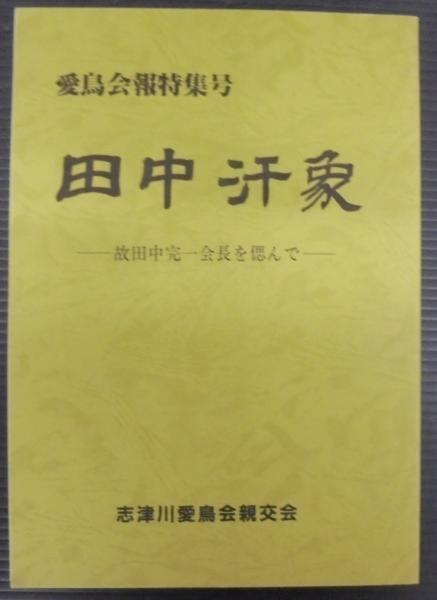 愛鳥会報特集号
田中汗象
──故田中完一会長を偲んで──
志津川愛鳥会親交会